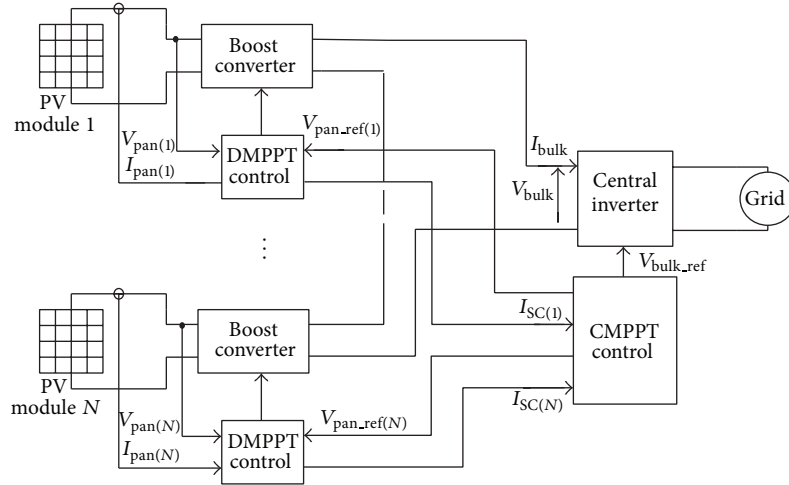 PV
module 1
Boost
converter
V_pan(1)
I_pan(1)
DMPPT
control
V_pan_ref(1)
I_bulk
V_bulk
Central
inverter
Grid
V_bulk_ref
⋮
PV
module N
Boost
converter
V_pan(N)
I_pan(N)
DMPPT
control
V_pan_ref(N)
I_SC(1)
I_SC(N)
CMPPT
control